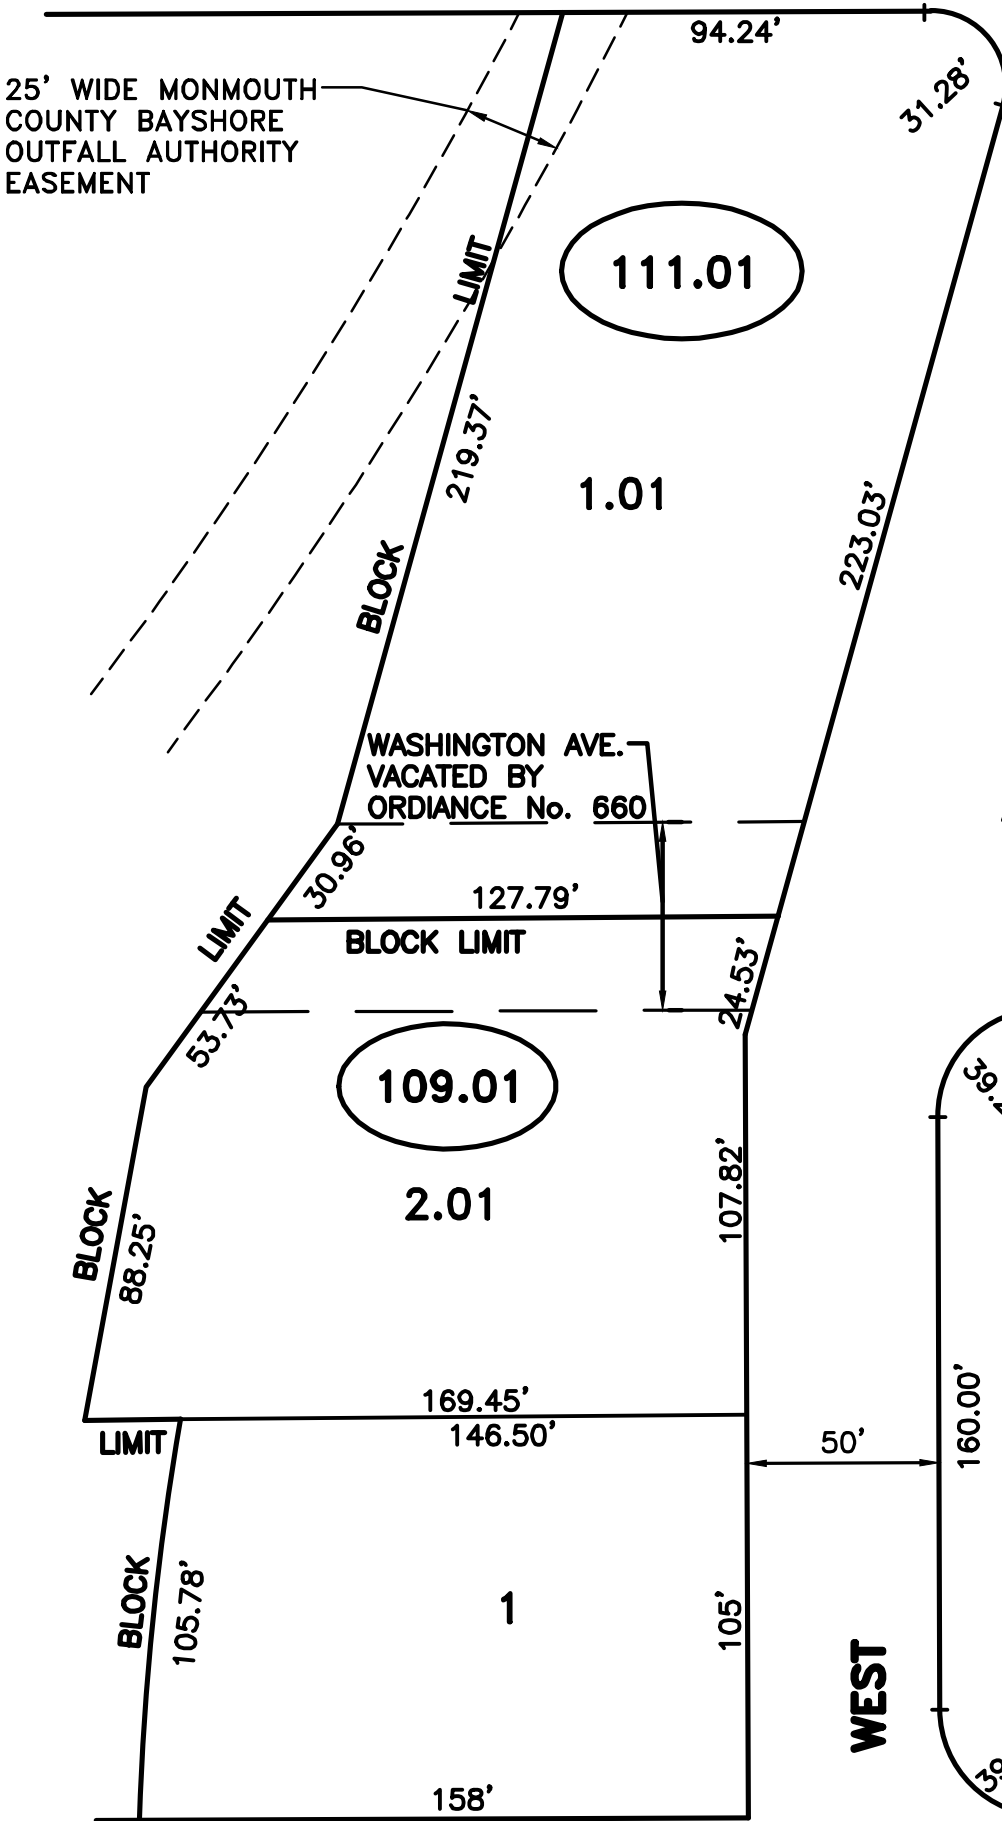 94.24'
31.28'
25' WIDE MONMOUTH
COUNTY BAYSHORE
OUTFALL AUTHORITY
EASEMENT
LIMIT
111.01
219.37'
1.01
223.03'
BLOCK
WASHINGTON AVE.
VACATED BY
ORDIANCE No. 660
30.96'
127.79'
LIMIT
BLOCK LIMIT
24.53'
53.73'
109.01
107.82'
2.01
BLOCK
88.25'
169.45'
LIMIT
146.50'
50'
160.00'
BLOCK
105.78'
1
105'
WEST
158'